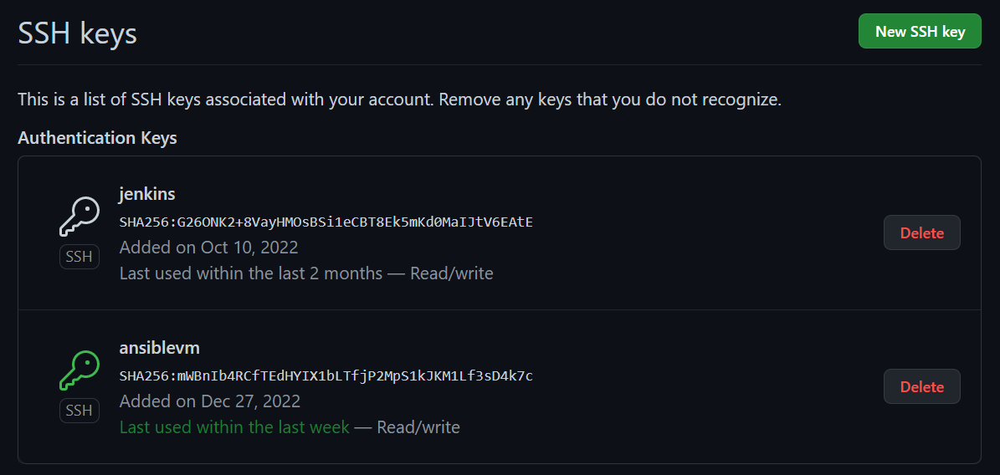 SSH keys
New SSH key
This is a list of SSH keys associated with your account. Remove any keys that you do not recognize.
Authentication Keys
jenkins
SHA256:G26ONK2+8VayHMOsBSi1eCBT8Ek5mKd0MaIJtV6EAtE
Added on Oct 10, 2022
SSH
Last used within the last 2 months — Read/write
Delete
ansiblevm
SHA256:mWBnIb4RCfTEdHYIX1bLTfjP2MpS1kJKM1Lf3sD4k7c
Added on Dec 27, 2022
SSH
Last used within the last week — Read/write
Delete